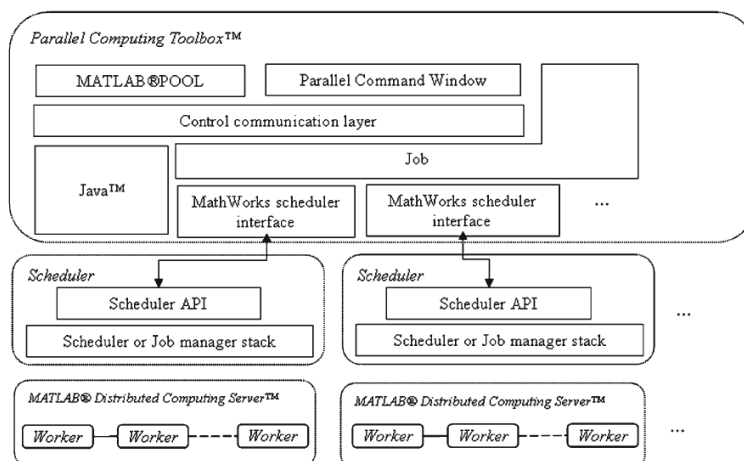 Parallel Computing Toolbox™
MATLAB®POOL
Parallel Command Window
Control communication layer
Job
Java™
MathWorks scheduler
interface
MathWorks scheduler
interface
...
Scheduler
Scheduler API
Scheduler or Job manager stack
Scheduler
Scheduler API
Scheduler or Job manager stack
...
MATLAB® Distributed Computing Server™
Worker Worker Worker
MATLAB® Distributed Computing Server™
Worker Worker Worker
...